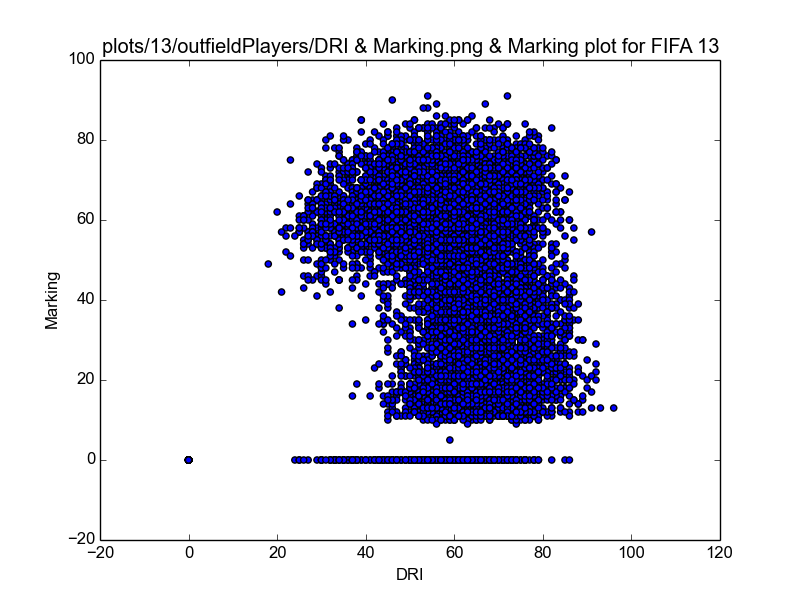 plots/13/outfieldPlayers/DRI & Marking.png & Marking plot for FIFA 13
100
80
60
40
20
0
−20
Marking
−20 0 20 40 60 80 100 120
DRI